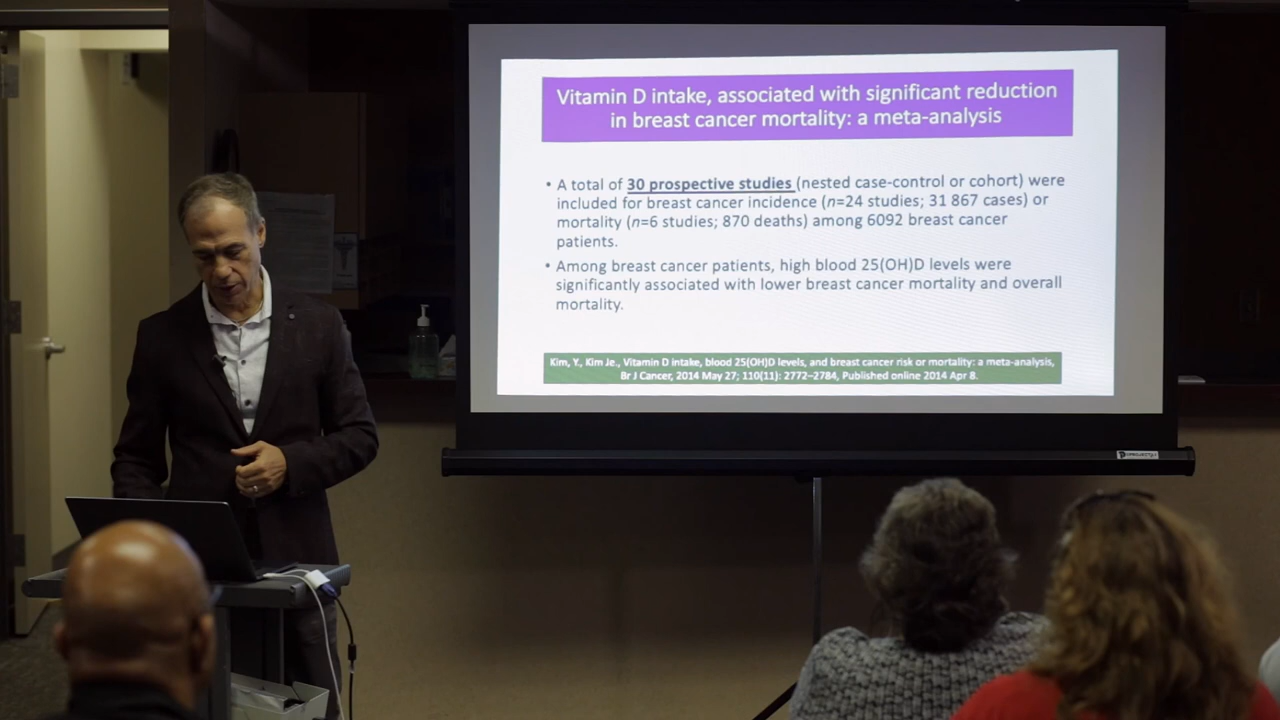 Vitamin D intake, associated with significant reduction
in breast cancer mortality: a meta-analysis
• A total of 30 prospective studies (nested case-control or cohort) were
included for breast cancer incidence (n=24 studies; 31 867 cases) or
mortality (n=6 studies; 870 deaths) among 6092 breast cancer
patients.
• Among breast cancer patients, high blood 25(OH)D levels were
significantly associated with lower breast cancer mortality and overall
mortality.
Kim, Y., Kim Je., Vitamin D intake, blood 25(OH)D levels, and breast cancer risk or mortality: a meta-analysis,
Br J Cancer, 2014 May 27; 110(11): 2772–2784, Published online 2014 Apr 8.